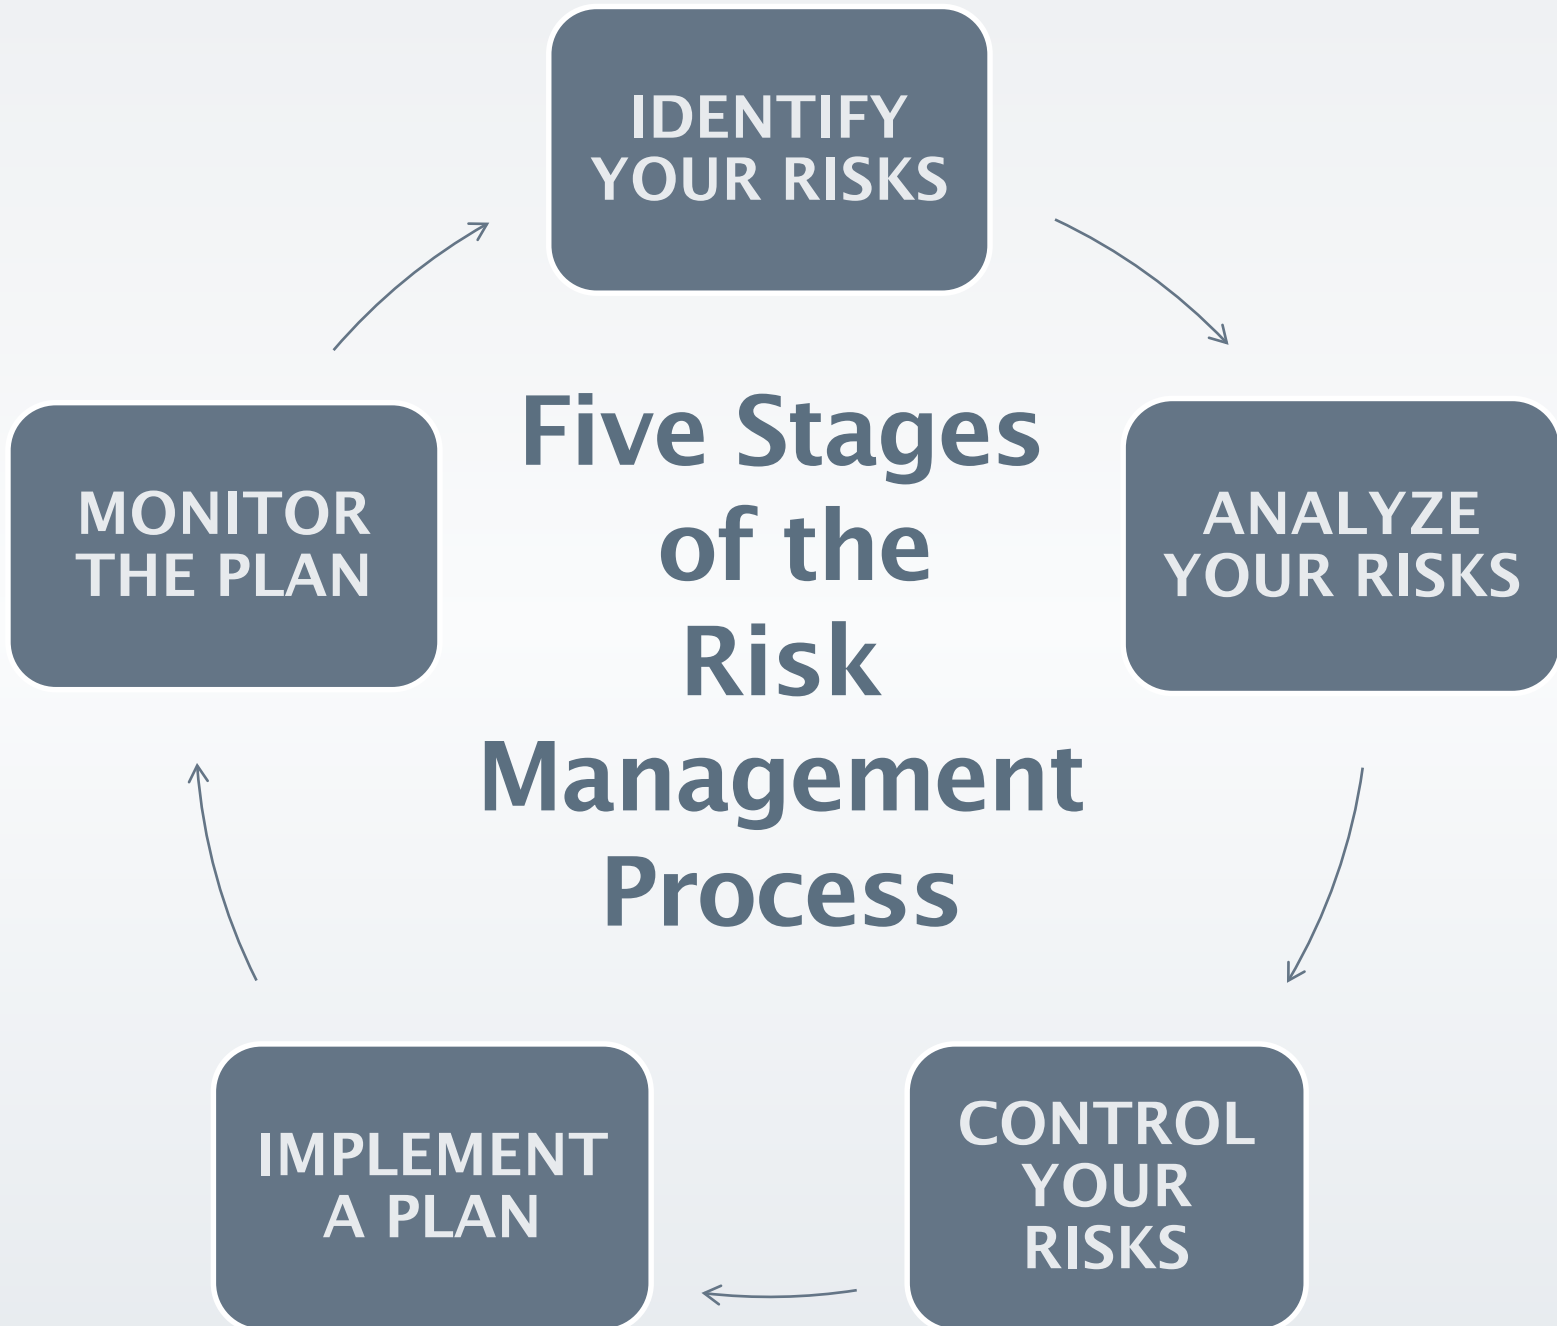 IDENTIFY
YOUR RISKS
Five Stages
of the
Risk
Management
Process
ANALYZE
YOUR RISKS
CONTROL
YOUR
RISKS
IMPLEMENT
A PLAN
MONITOR
THE PLAN